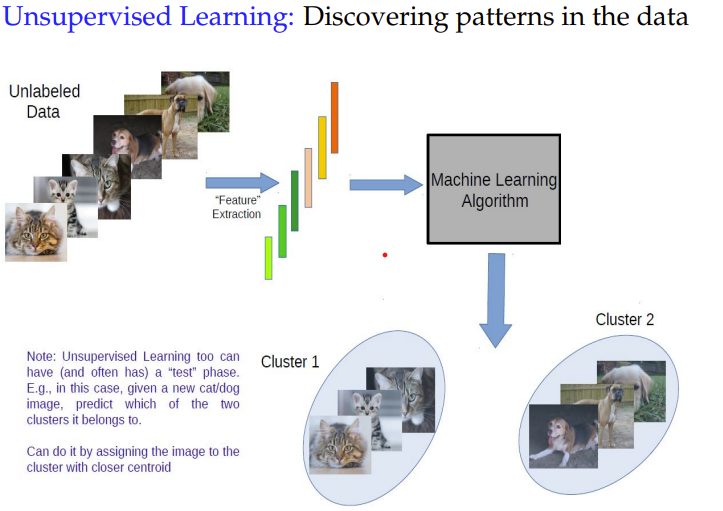 Unsupervised Learning: Discovering patterns in the data
Unlabeled
Data
"Feature"
Extraction
Machine Learning
Algorithm
Cluster 2
Cluster 1
Note: Unsupervised Learning too can
have (and often has) a "test" phase.
E.g., in this case, given a new cat/dog
image, predict which of the two
clusters it belongs to.
Can do it by assigning the image to the
cluster with closer centroid